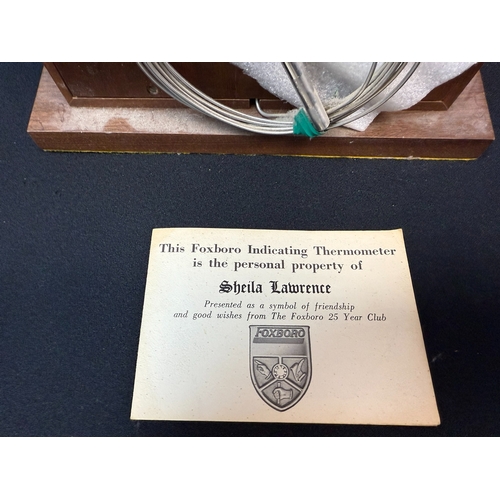 This Foxboro Indicating Thermometer
is the personal property of
Sheila Lawrence
Presented as a symbol of friendship
and good wishes from The Foxboro 25 Year Club
FOXBORO